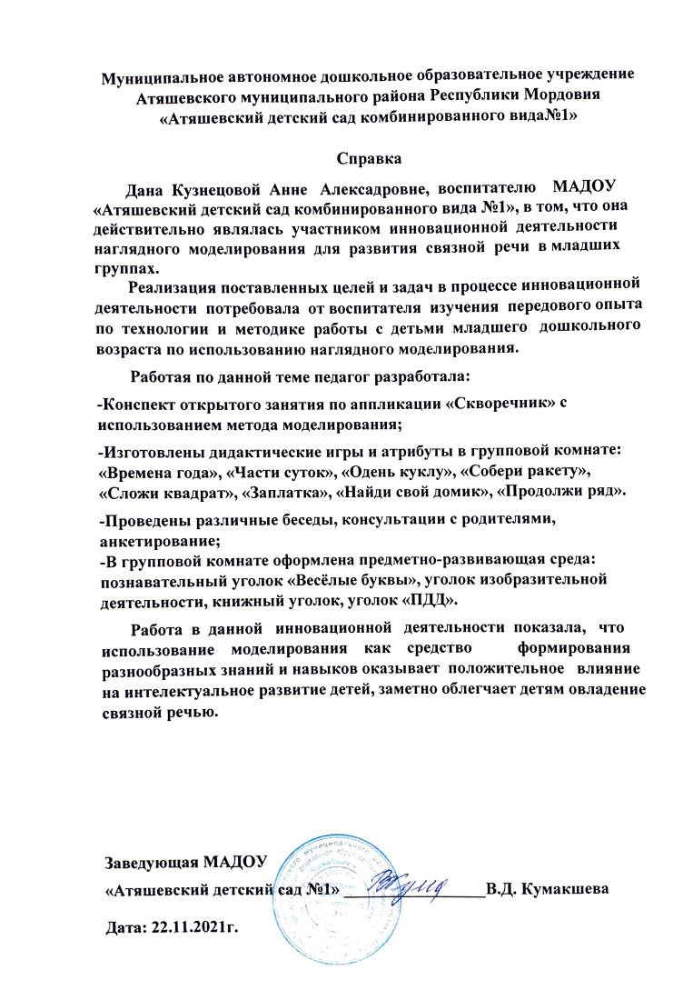 Муниципальное автономное дошкольное образовательное учреждение
Атяшевского муниципального района Республики Мордовия
«Атяшевский детский сад комбинированного вида№1»
Справка
Дана Кузнецовой Анне Алексадровне, воспитателю МАДОУ
«Атяшевский детский сад комбинированного вида №1», в том, что она
действительно являлась участником инновационной деятельности
наглядного моделирования для развития связной речи в младших
группах.
Реализация поставленных целей и задач в процессе инновационной
деятельности потребовала от воспитателя изучения передового опыта
по технологии и методике работы с детьми младшего дошкольного
возраста по использованию наглядного моделирования.
Работая по данной теме педагог разработала:
-Конспект открытого занятия по аппликации «Скворечник» с
использованием метода моделирования;
-Изготовлены дидактические игры и атрибуты в групповой комнате:
«Времена года», «Части суток», «Одень куклу», «Собери ракету»,
«Сложи квадрат», «Заплатка», «Найди свой домик», «Продолжи ряд».
-Проведены различные беседы, консультации с родителями,
анкетирование;
-В групповой комнате оформлена предметно-развивающая среда:
познавательный уголок «Весёлые буквы», уголок изобразительной
деятельности, книжный уголок, уголок «ПДД».
Работа в данной инновационной деятельности показала, что
использование моделирования как средство формирования
разнообразных знаний и навыков оказывает положительное влияние
на интелектуальное развитие детей, заметно облегчает детям овладение
связной речью.
Заведующая МАДОУ
«Атяшевский детский сад №1» _________________В.Д. Кумакшева
Дата: 22.11.2021г.